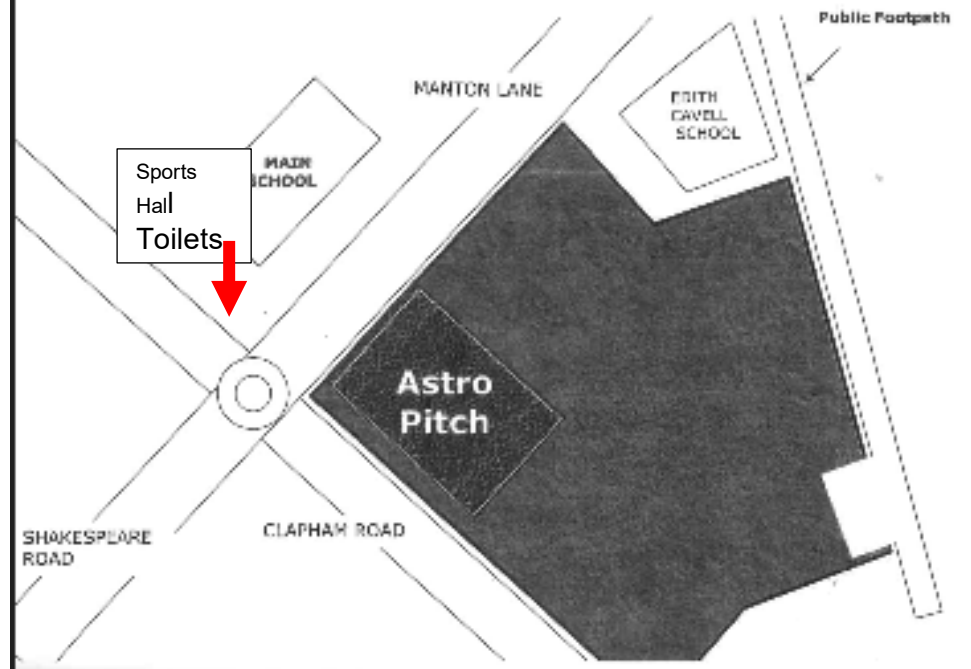 Public Footpath
MANTON LANE
EDITH
CAVELL
SCHOOL
MAIN
SCHOOL
Sports
Hall
Toilets
Astro
Pitch
SHAKESPEARE
ROAD
CLAPHAM ROAD